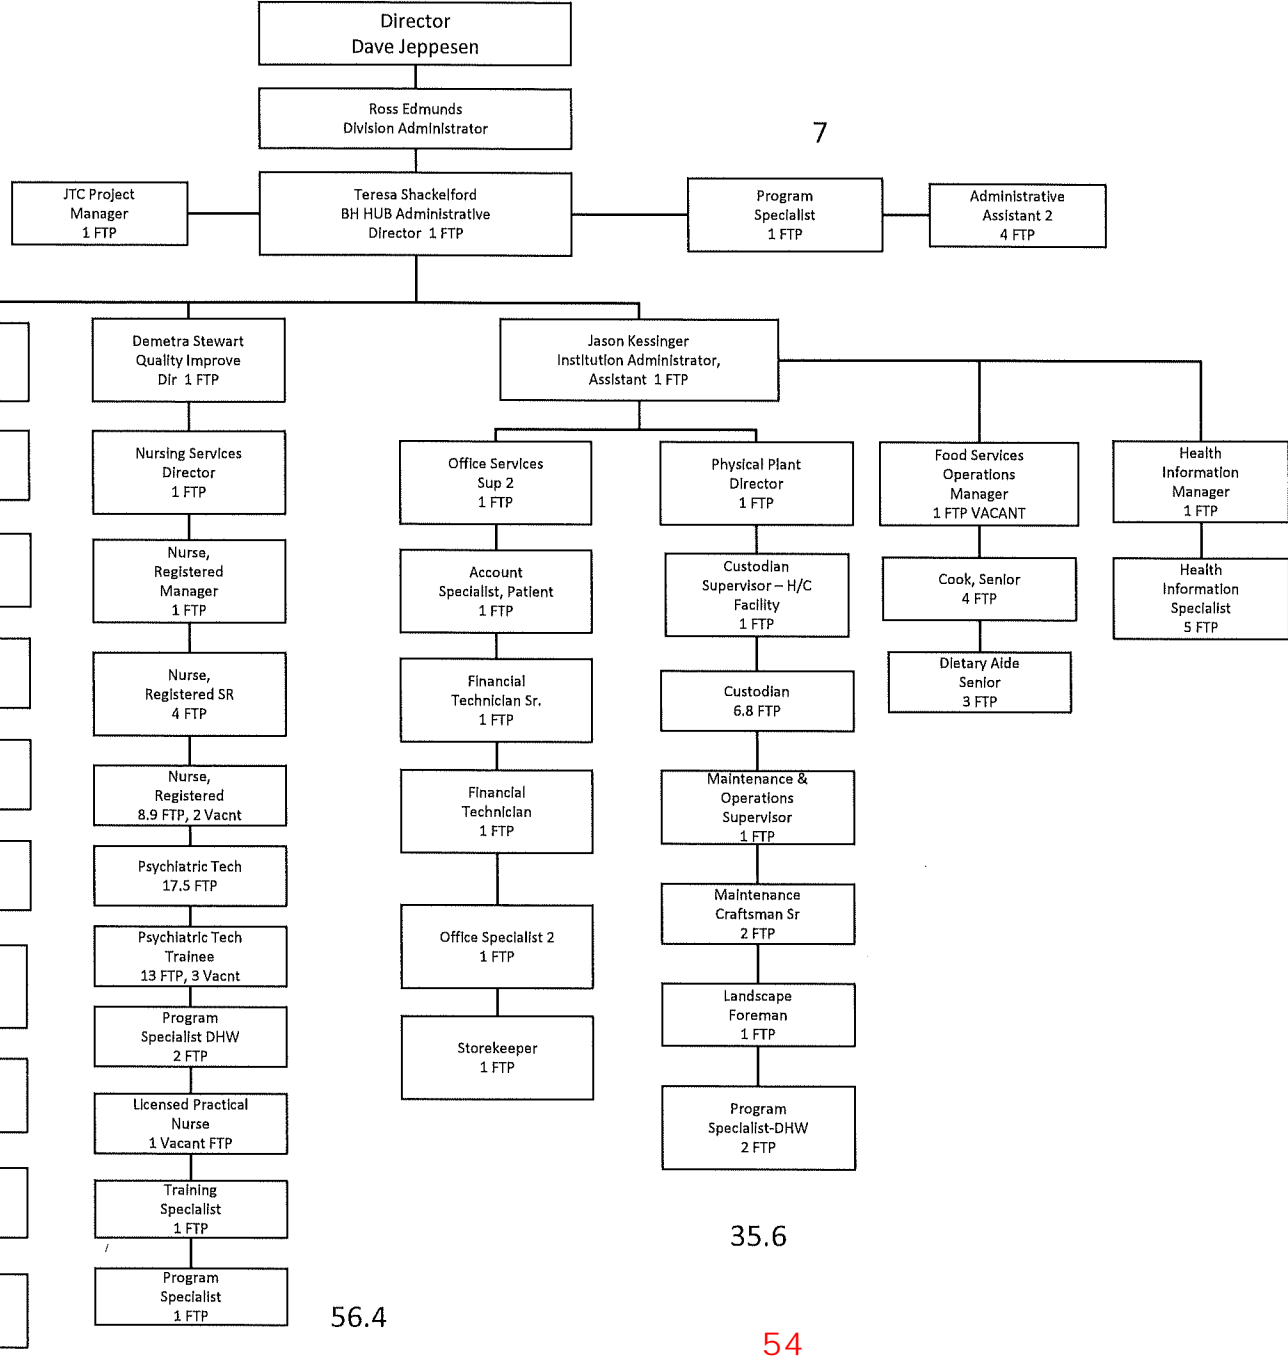 Director
Dave Jeppesen
Ross Edmunds
Division Administrator
7
JTC Project
Manager
1 FTP
Teresa Shackelford
BH HUB Administrative
Director 1 FTP
Program
Specialist
1 FTP
Administrative
Assistant 2
4 FTP
Demetra Stewart
Quality Improve
Dir 1 FTP
Nursing Services
Director
1 FTP
Nurse,
Registered
Manager
1 FTP
Nurse,
Registered SR
4 FTP
Nurse,
Registered
8.9 FTP, 2 Vacnt
Psychiatric Tech
17.5 FTP
Psychiatric Tech
Trainee
13 FTP, 3 Vacnt
Program
Specialist DHW
2 FTP
Licensed Practical
Nurse
1 Vacant FTP
Training
Specialist
1 FTP
Program
Specialist
1 FTP
56.4
Jason Kessinger
Institution Administrator,
Assistant 1 FTP
Office Services
Sup 2
1 FTP
Account
Specialist, Patient
1 FTP
Financial
Technician Sr.
1 FTP
Financial
Technician
1 FTP
Office Specialist 2
1 FTP
Storekeeper
1 FTP
Physical Plant
Director
1 FTP
Custodian
Supervisor – H/C
Facility
1 FTP
Custodian
6.8 FTP
Maintenance &
Operations
Supervisor
1 FTP
Maintenance
Craftsman Sr
2 FTP
Landscape
Foreman
1 FTP
Program
Specialist-DHW
2 FTP
Food Services
Operations
Manager
1 FTP VACANT
Cook, Senior
4 FTP
Dietary Aide
Senior
3 FTP
Health
Information
Manager
1 FTP
Health
Information
Specialist
5 FTP
35.6
54